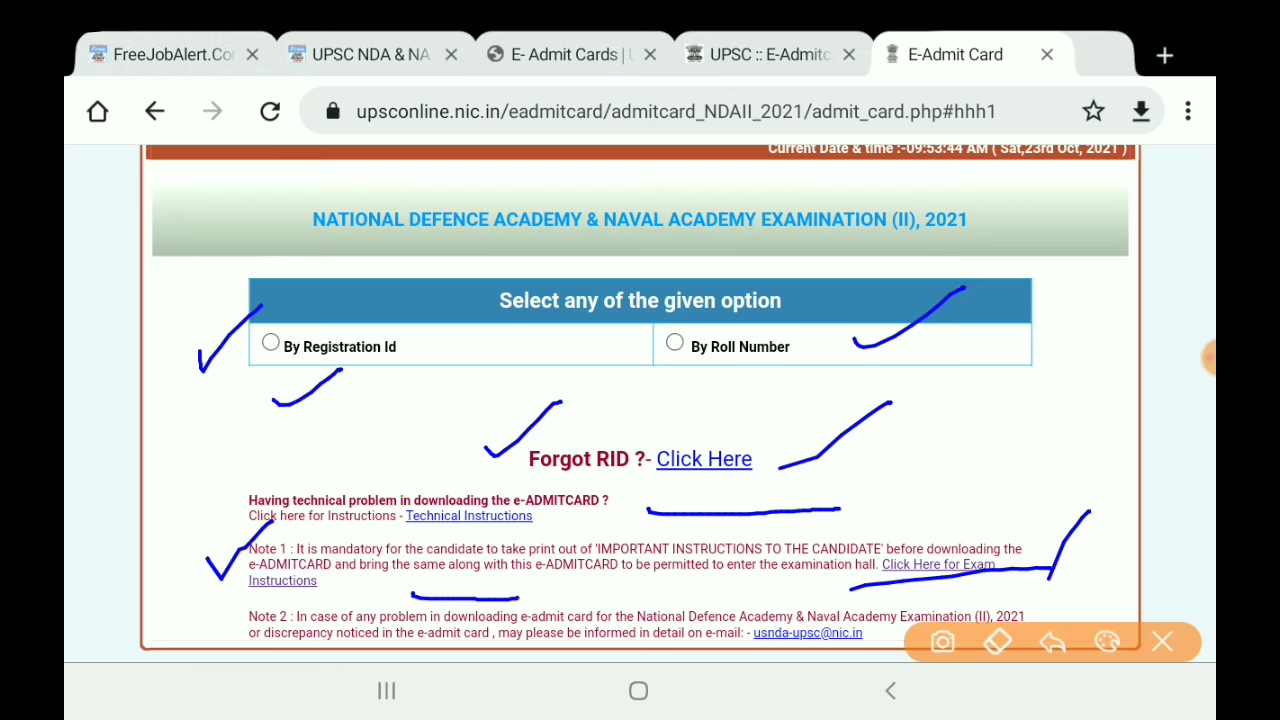 FreeJobAlert.Co
UPSC NDA & NA
E- Admit Cards |
UPSC :: E-Admitc
E-Admit Card
upsconline.nic.in/eadmitcard/admitcard_NDAII_2021/admit_card.php#hhh1
Current Date & time :-09:53:44 AM ( Sat,23rd Oct, 2021 )
NATIONAL DEFENCE ACADEMY & NAVAL ACADEMY EXAMINATION (II), 2021
Select any of the given option
By Registration Id
By Roll Number
Forgot RID ?- Click Here
Having technical problem in downloading the e-ADMITCARD ?
Click here for Instructions - Technical Instructions
Note 1 : It is mandatory for the candidate to take print out of 'IMPORTANT INSTRUCTIONS TO THE CANDIDATE' before downloading the
e-ADMITCARD and bring the same along with this e-ADMITCARD to be permitted to enter the examination hall. Click Here for Exam
Instructions
Note 2 : In case of any problem in downloading e-admit card for the National Defence Academy & Naval Academy Examination (II), 2021
or discrepancy noticed in the e-admit card , may please be informed in detail on e-mail: - usnda-upsc@nic.in